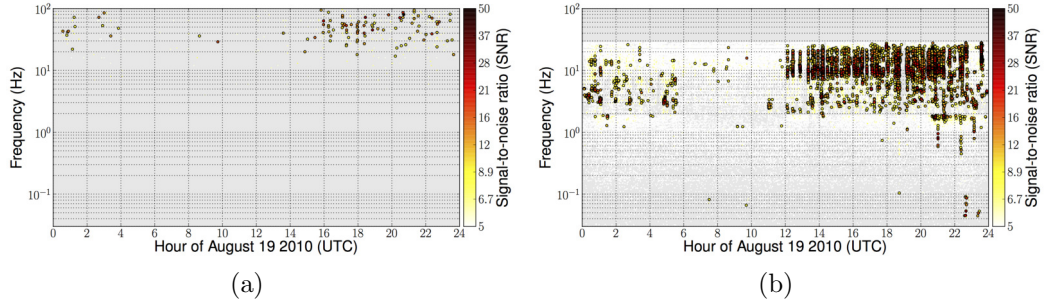 10² 50
37
28
21
16
12
8.9
6.7
5
10¹
10⁰
10⁻¹
Frequency (Hz)
Signal-to-noise ratio (SNR)
0 2 4 6 8 10 12 14 16 18 20 22 24
Hour of August 19 2010 (UTC)
(a)
10² 50
37
28
21
16
12
8.9
6.7
5
10¹
10⁰
10⁻¹
Frequency (Hz)
Signal-to-noise ratio (SNR)
0 2 4 6 8 10 12 14 16 18 20 22 24
Hour of August 19 2010 (UTC)
(b)